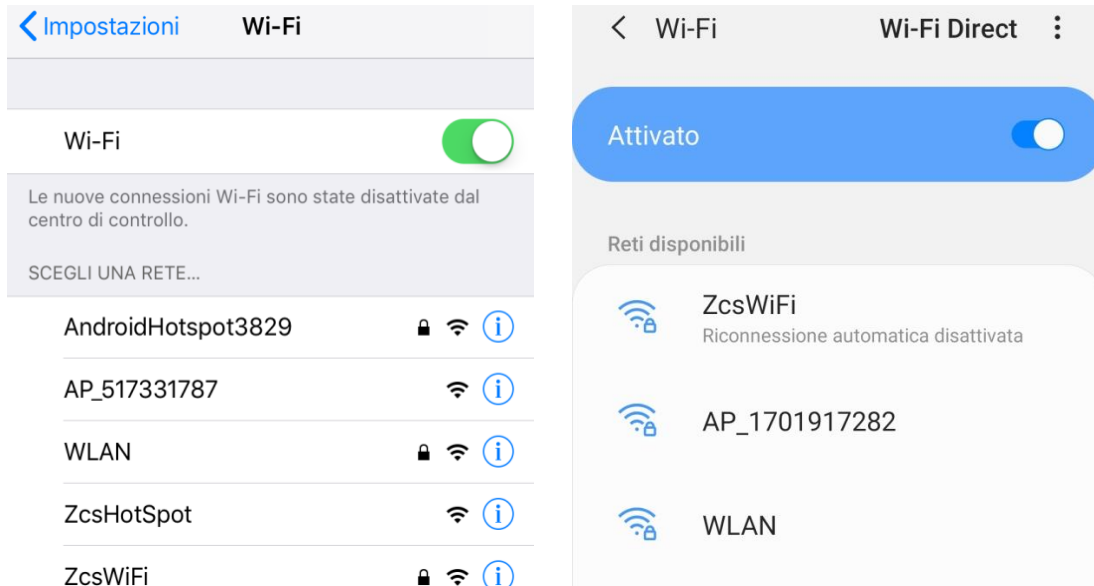 Impostazioni
Wi-Fi
Wi-Fi
Le nuove connessioni Wi-Fi sono state disattivate dal
centro di controllo.
SCEGLI UNA RETE...
AndroidHotspot3829
AP_517331787
WLAN
ZcsHotSpot
ZcsWiFi
Wi-Fi
Wi-Fi Direct
Attivato
Reti disponibili
ZcsWiFi
Riconnessione automatica disattivata
AP_1701917282
WLAN